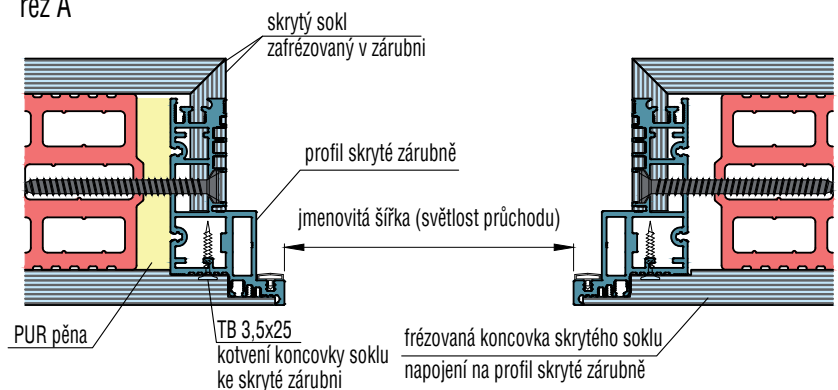 řez A
skrytý sokl
zafrézovaný v zárubni
profil skryté zárubně
jmenovitá šířka (světlost průchodu)
PUR pěna
TB 3,5x25
kotvení koncovky soklu
ke skryté zárubni
frézovaná koncovka skrytého soklu
napojení na profil skryté zárubně